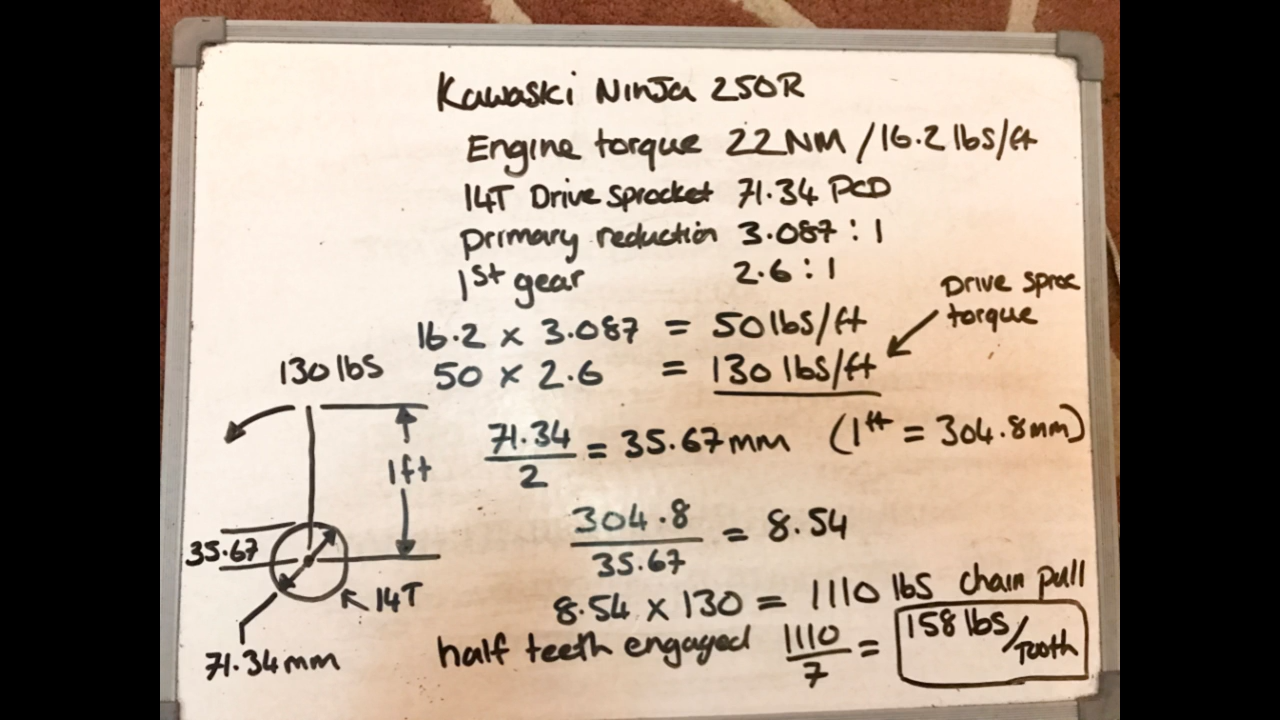 Kawaski Ninja 250R
Engine torque 22NM / 16.2 lbs/ft
14T Drive sprocket 71.34 PCD
primary reduction 3.087 : 1
1st gear 2.6 : 1
Drive sproc
torque
16.2 x 3.087 = 50 lbs/ft
50 x 2.6 = 130 lbs/ft
130 lbs
1ft
35.67
14T
71.34mm
71.34/2 = 35.67mm (1ft = 304.8mm)
304.8/35.67 = 8.54
8.54 x 130 = 1110 lbs chain pull
half teeth engaged 1110/7 = 158 lbs/Tooth